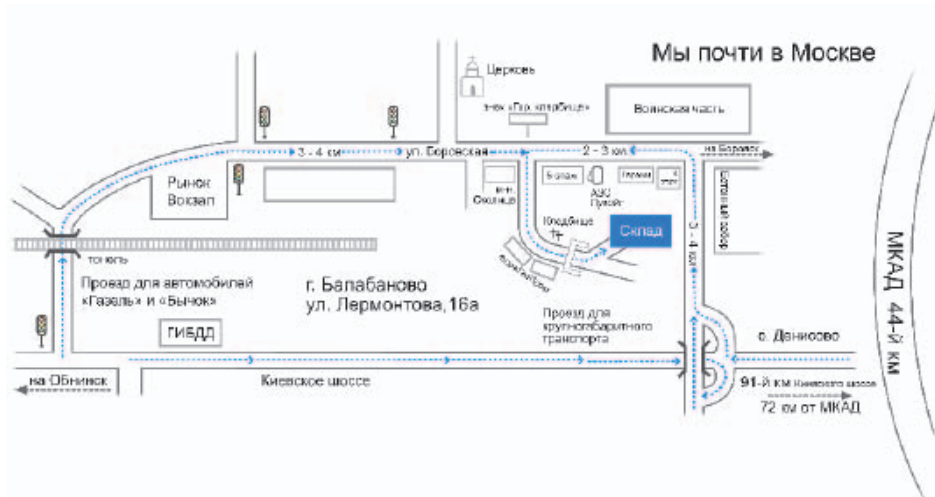 Мы почти в Москве
Церковь
Воинская часть
3 - 4 км
ул. Боровская
2 - 3 км
на Боровск
Рынок
Вокзал
АЗС
Кладбище
Склад
3 - 4 км
тонель
Проезд для автомобилей
«Газель» и «Бычок»
г. Балабаново
ул. Лермонтова, 16а
ГИБДД
Проезд для
крупногабаритного
транспорта
с. Денисово
на Обнинск
Киевское шоссе
91-й км Киевского шоссе
72 км от МКАД
МКАД 44-й км